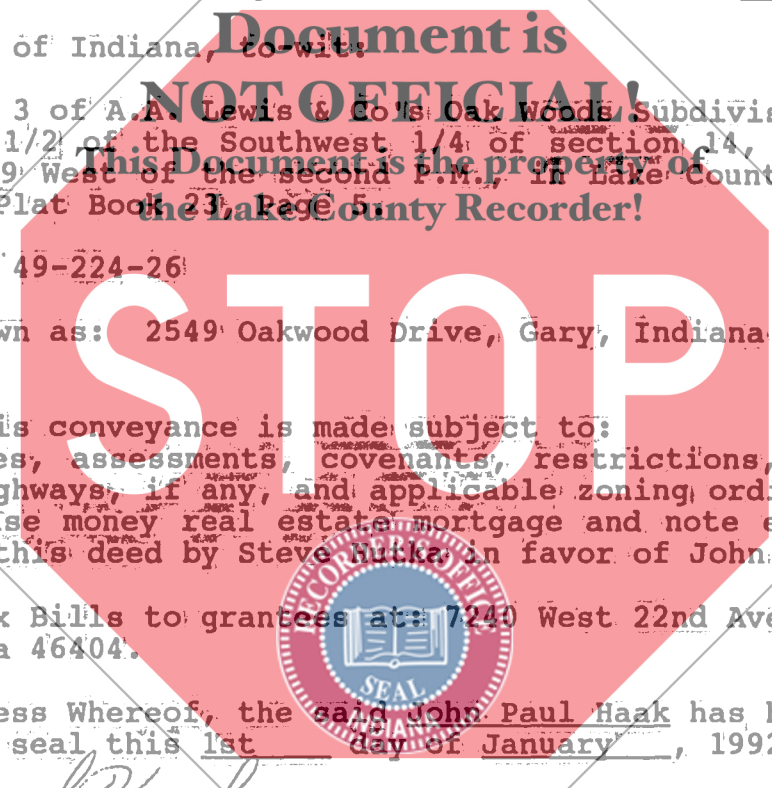 Document is
of Indiana, to-wit:
NOT OFFICIAL!
3 of A.A. Lewis & Co's Oak Woods Subdivis
1/2 of the Southwest 1/4 of section 14,
This Document is the property of
9 West of the second P.M., in Lake Count
the Lake County Recorder!
Plat Book 23, Page 5.
49-224-26
STOP
wn as: 2549 Oakwood Drive, Gary, Indiana
is conveyance is made subject to:
es, assessments, covenants, restrictions,
ghways, if any, and applicable zoning ordi
se money real estate mortgage and note e
this deed by Steve Hutka in favor of John
RECORDER'S OFFICE
x Bills to grantees at: 7240 West 22nd Ave
a 46404.
SEAL
INDIANA
ess Whereof, the said John Paul Haak has h
seal this 1st day of January, 1992